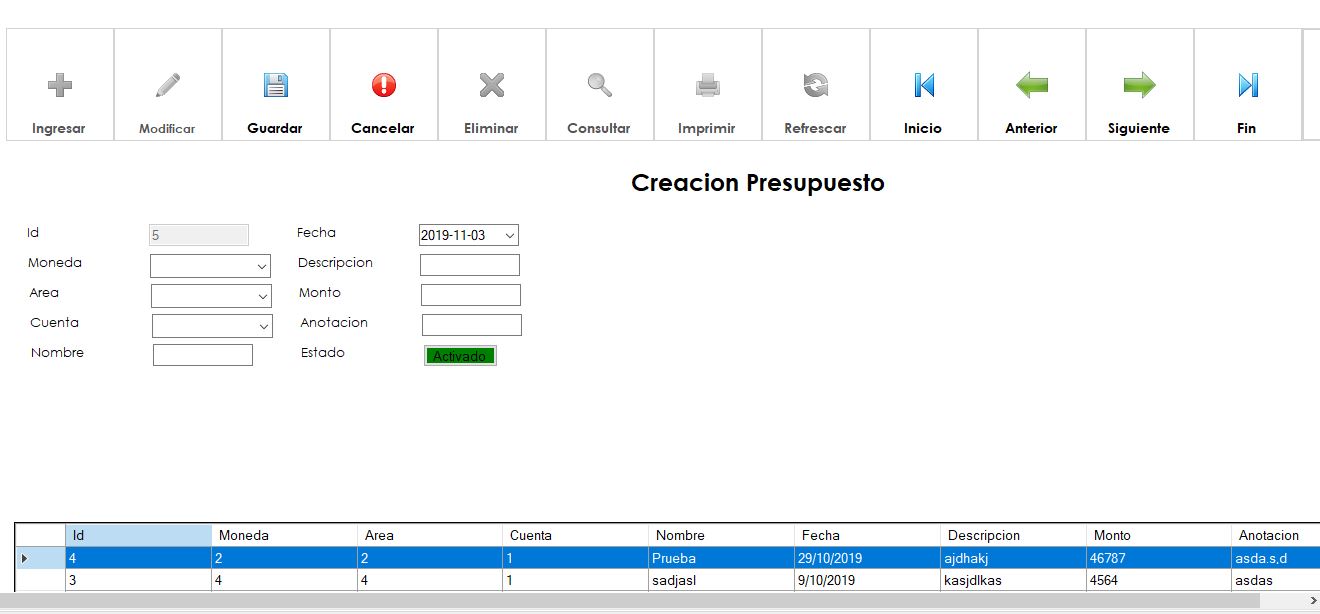 Ingresar Modificar Guardar Cancelar Eliminar Consultar Imprimir Refrescar Inicio Anterior Siguiente Fin
Creacion Presupuesto
Id 5 Fecha 2019-11-03
Moneda Descripcion
Area Monto
Cuenta Anotacion
Nombre Estado Activado
Id Moneda Area Cuenta Nombre Fecha Descripcion Monto Anotacion
4 2 2 1 Prueba 29/10/2019 ajdhakj 46787 asda.s,d
3 4 4 1 sadjasl 9/10/2019 kasjdlkas 4564 asdas